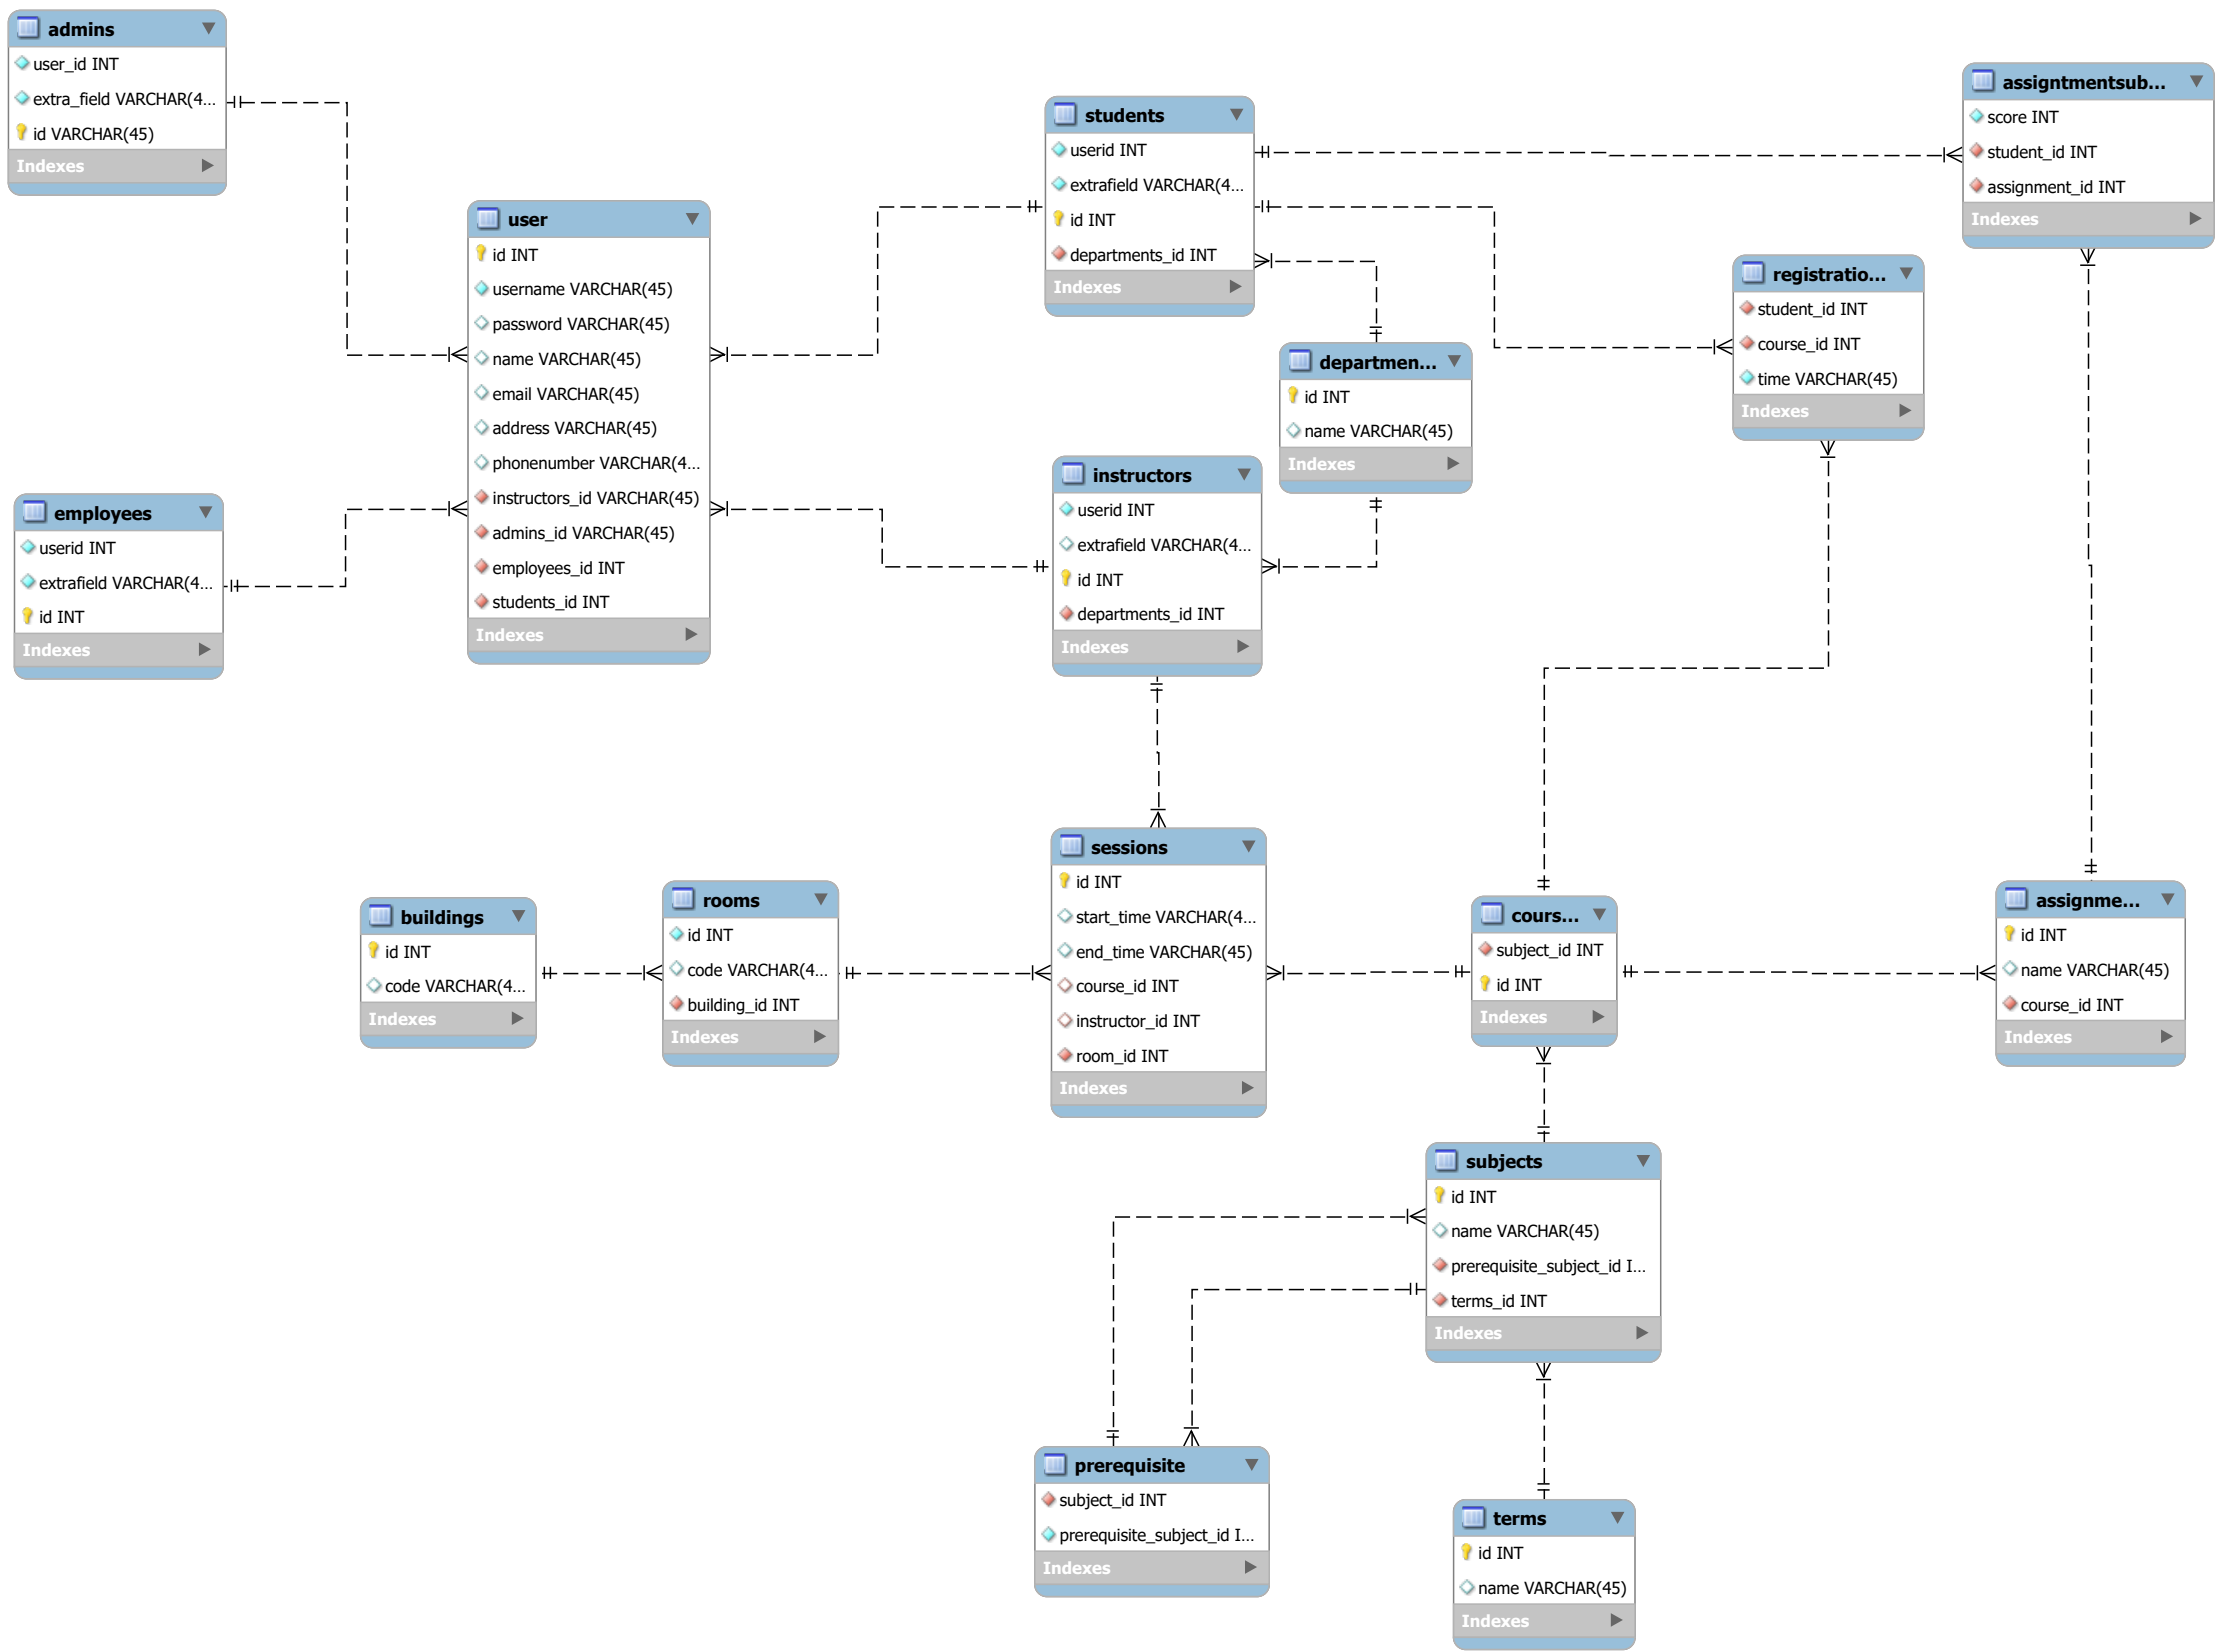 admins
user_id INT
extra_field VARCHAR(4...
id VARCHAR(45)
Indexes
user
id INT
username VARCHAR(45)
password VARCHAR(45)
name VARCHAR(45)
email VARCHAR(45)
address VARCHAR(45)
phonenumber VARCHAR(4...
instructors_id VARCHAR(45)
admins_id VARCHAR(45)
employees_id INT
students_id INT
Indexes
employees
userid INT
extrafield VARCHAR(4...
id INT
Indexes
students
userid INT
extrafield VARCHAR(4...
id INT
departments_id INT
Indexes
departmen...
id INT
name VARCHAR(45)
Indexes
instructors
userid INT
extrafield VARCHAR(4...
id INT
departments_id INT
Indexes
assigntmentsub...
score INT
student_id INT
assignment_id INT
Indexes
registratio...
student_id INT
course_id INT
time VARCHAR(45)
Indexes
buildings
id INT
code VARCHAR(4...
Indexes
rooms
id INT
code VARCHAR(4...
building_id INT
Indexes
sessions
id INT
start_time VARCHAR(4...
end_time VARCHAR(45)
course_id INT
instructor_id INT
room_id INT
Indexes
cours...
subject_id INT
id INT
Indexes
assignme...
id INT
name VARCHAR(45)
course_id INT
Indexes
subjects
id INT
name VARCHAR(45)
prerequisite_subject_id I...
terms_id INT
Indexes
prerequisite
subject_id INT
prerequisite_subject_id I...
Indexes
terms
id INT
name VARCHAR(45)
Indexes